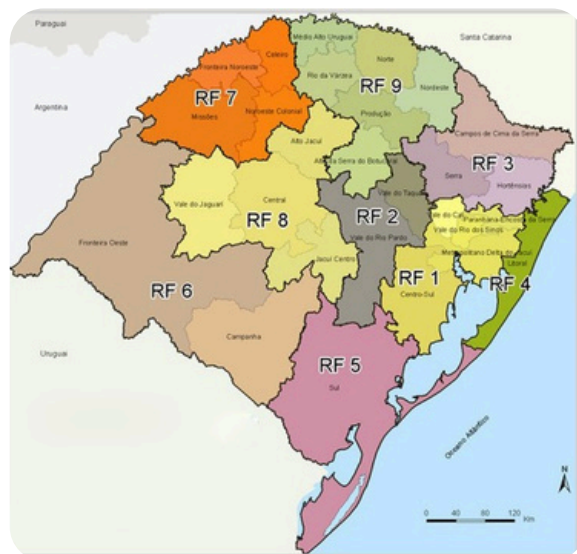 Paraguai
Santa Catarina
Argentina
Uruguai
Médio Alto Uruguai
Norte
Celeiro
Fronteira Noroeste
Rio da Várzea
RF 9
Nordeste
RF 7
Missões
Noroeste Colonial
Produção
Alto Jacuí
Alto da Serra do Botucaraí
Campos de Cima da Serra
RF 3
Serra
Hortênsias
Vale do Jaguari
Central
RF 8
Vale do Taquari
RF 2
Vale do Rio Pardo
Vale do Caí
Paranhana-Encosta da Serra
Vale do Rio dos Sinos
Metropolitano Delta do Jacuí
Litoral
Fronteira Oeste
Jacuí Centro
RF 1
RF 4
RF 6
Centro-Sul
Campanha
RF 5
Sul
Oceano Atlântico
N
0 40 80 120
Km